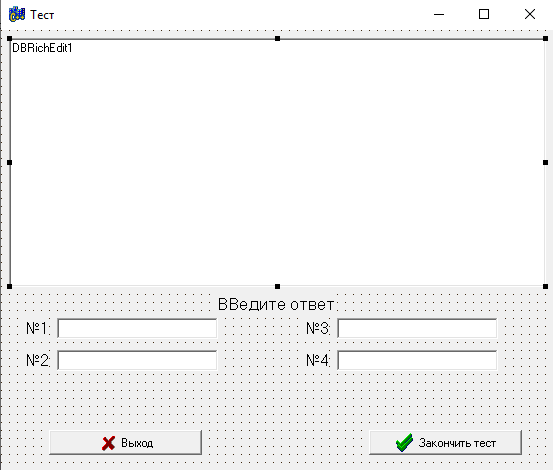 Тест
DBRichEdit1
ВВедите ответ
№1:
№3:
№2:
№4:
Выход
Закончить тест